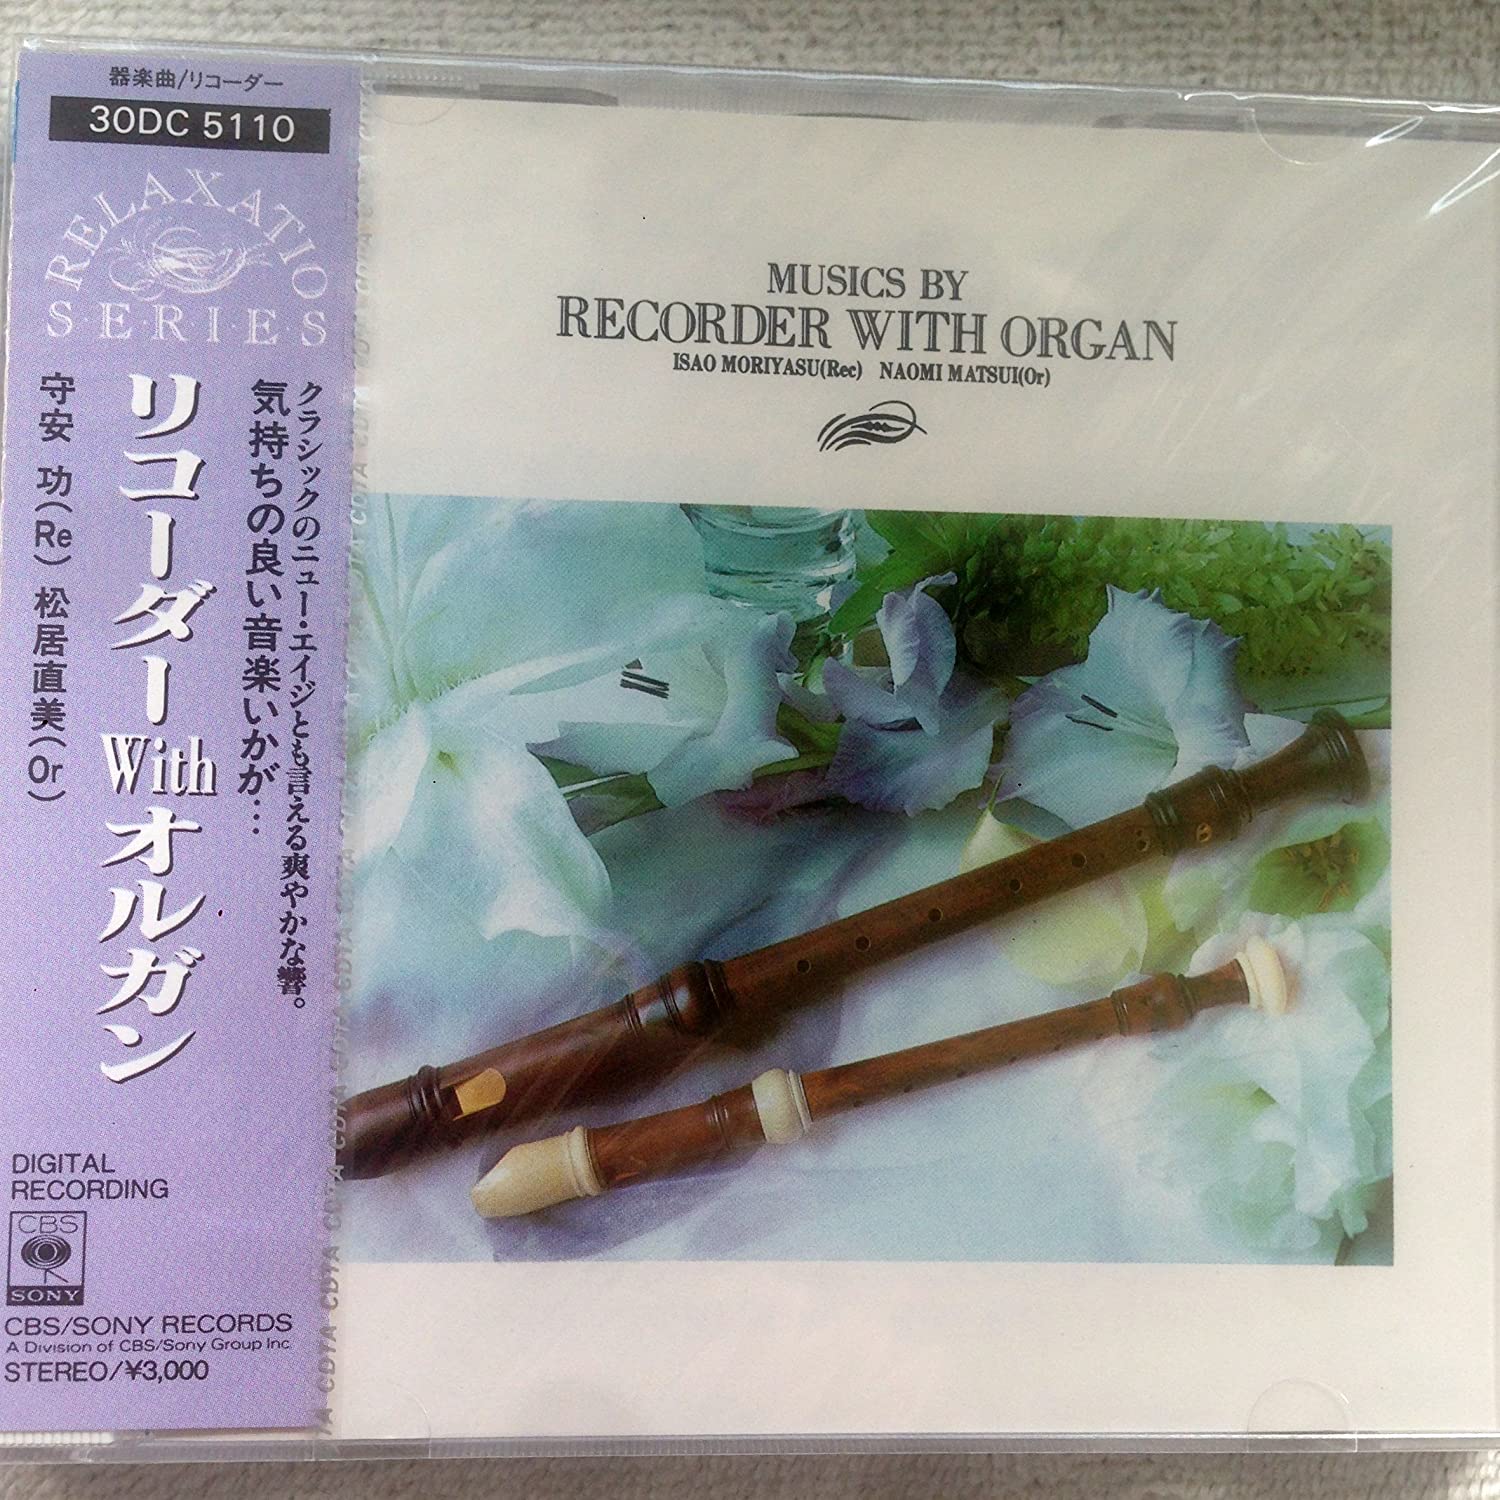 器楽曲/リコーダー
30DC 5110
RELAXATIO
S·E·R·I·E·S
クラシックのニュー・エイジとも言える爽やかな響。
気持ちの良い音楽いかが…
リコーダーWithオルガン
守安 功(Re) 松居直美(Or)
DIGITAL
RECORDING
CBS
SONY
CBS/SONY RECORDS
A Division of CBS/Sony Group Inc.
STEREO/¥3,000
MUSICS BY
RECORDER WITH ORGAN
ISAO MORIYASU(Rec) NAOMI MATSUI(Or)